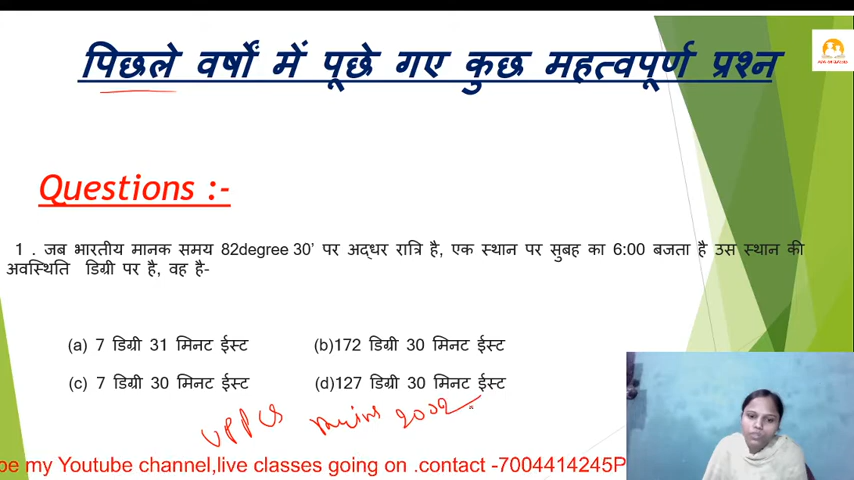 पिछले वर्षों में पूछे गए कुछ महत्वपूर्ण प्रश्न
Questions :-
1 . जब भारतीय मानक समय 82degree 30’ पर अद्धर रात्रि है, एक स्थान पर सुबह का 6:00 बजता है उस स्थान की
अवस्थिति डिग्री पर है, वह है-
(a) 7 डिग्री 31 मिनट ईस्ट (b)172 डिग्री 30 मिनट ईस्ट
(c) 7 डिग्री 30 मिनट ईस्ट (d)127 डिग्री 30 मिनट ईस्ट
UPPCS mains 2002
be my Youtube channel,live classes going on .contact -7004414245P